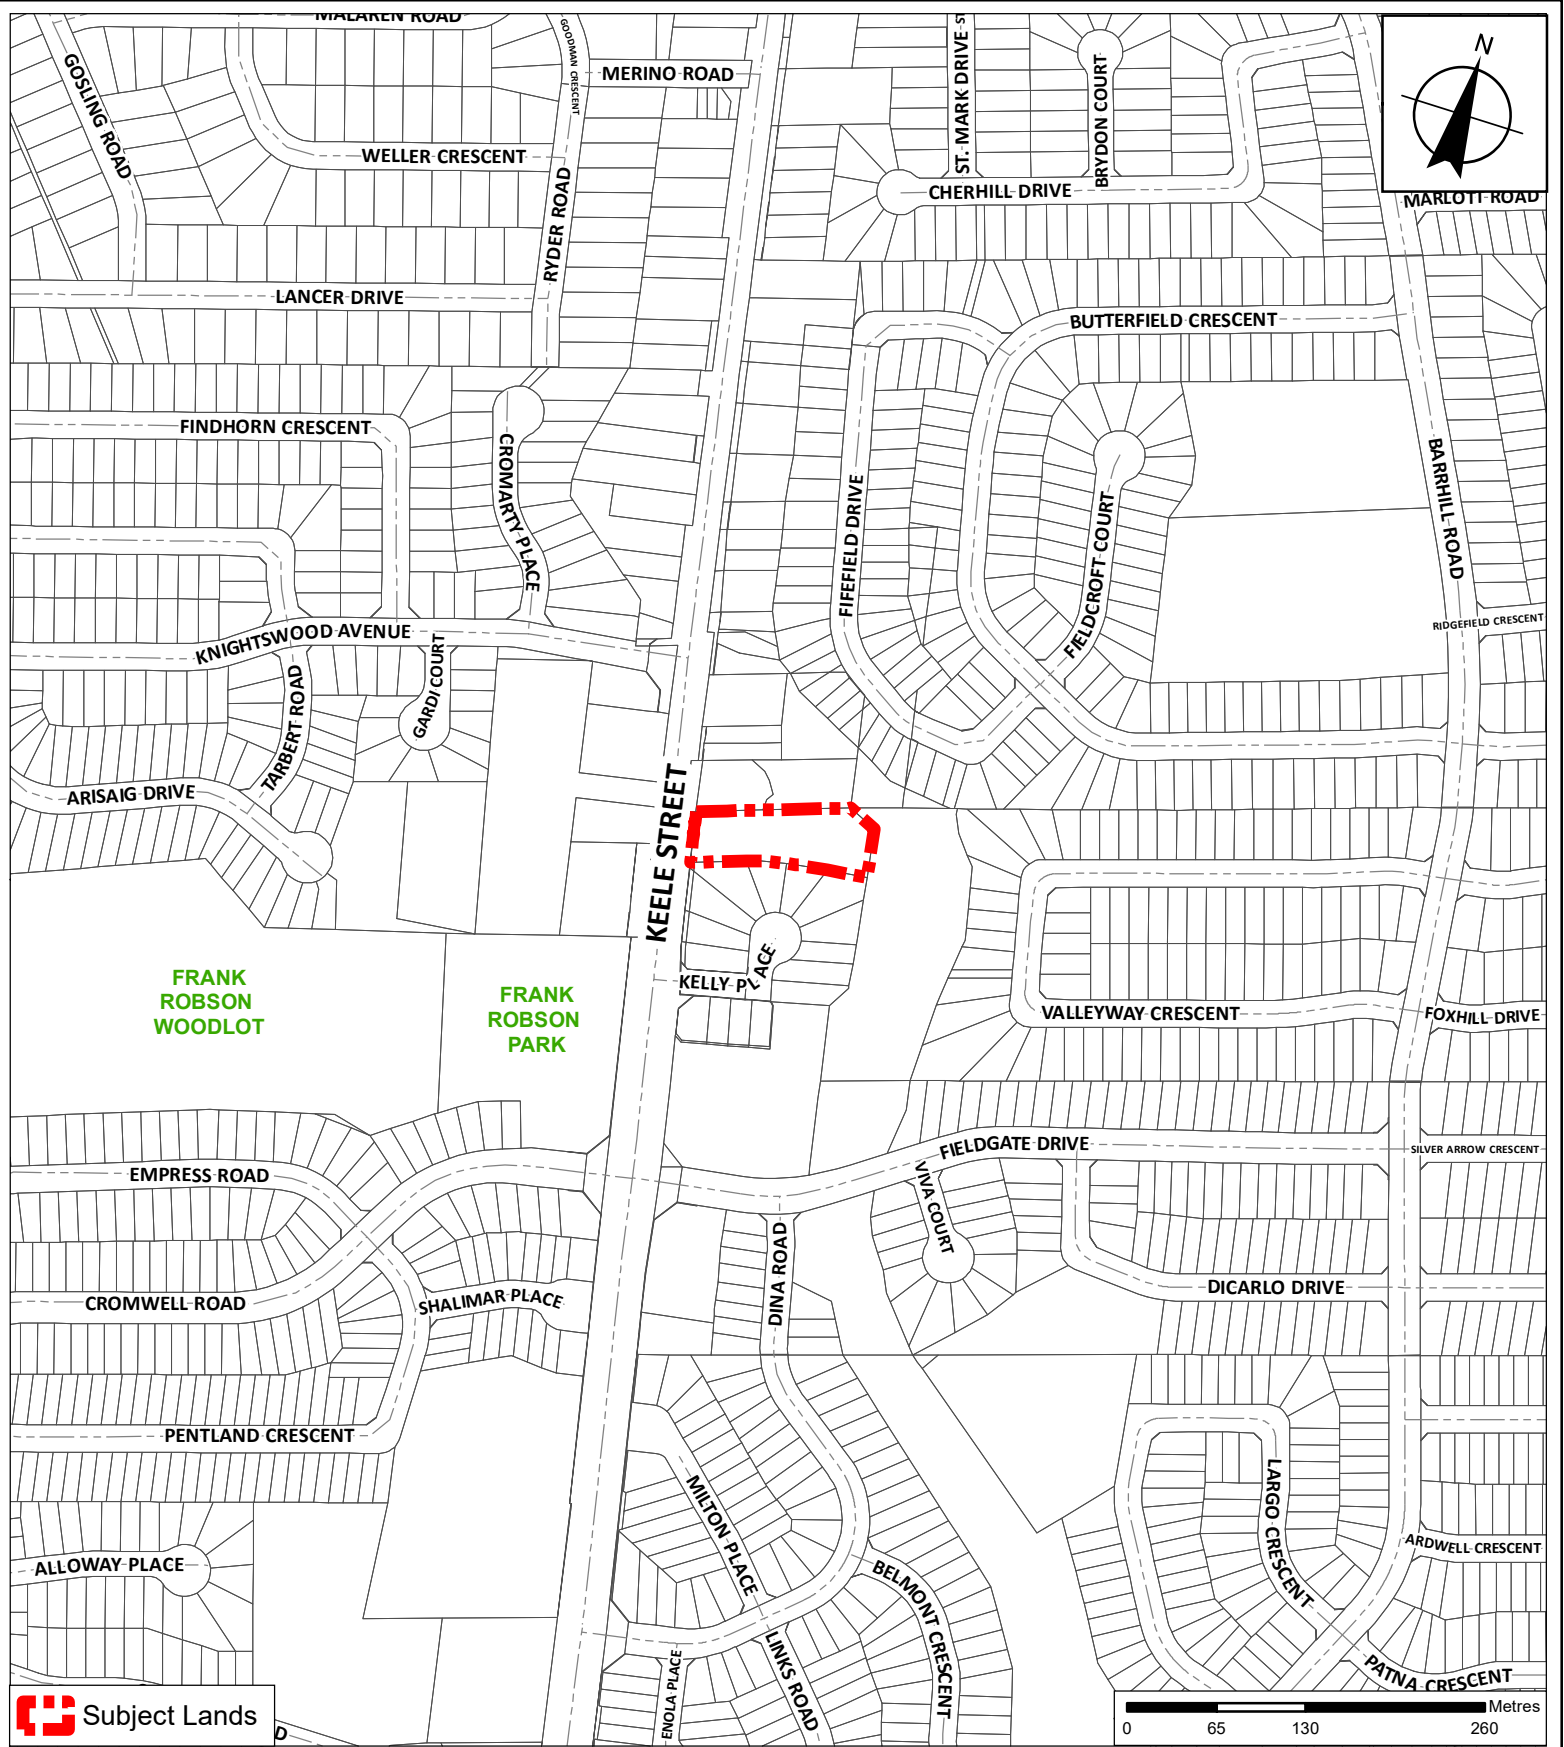 MALAREN ROAD
GOODMAN CRESCENT
MERINO ROAD
GOSLING ROAD
ST. MARK DRIVE
BRYDON COURT
N
WELLER CRESCENT
RYDER ROAD
CHERHILL DRIVE
MARLOTT ROAD
LANCER DRIVE
BUTTERFIELD CRESCENT
FINDHORN CRESCENT
CROMARTY PLACE
FIFEFIELD DRIVE
FIELDCROFT COURT
BARRHILL ROAD
KNIGHTSWOOD AVENUE
RIDGEFIELD CRESCENT
TARBERT ROAD
GARDI COURT
ARISAIG DRIVE
KEELE STREET
FRANK
ROBSON
WOODLOT
FRANK
ROBSON
PARK
KELLY PLACE
VALLEYWAY CRESCENT
FOXHILL DRIVE
FIELDGATE DRIVE
SILVER ARROW CRESCENT
EMPRESS ROAD
VIVA COURT
DINA ROAD
CROMWELL ROAD
SHALIMAR PLACE
DICARLO DRIVE
PENTLAND CRESCENT
MILTON PLACE
LARGO CRESCENT
ARDWELL CRESCENT
ALLOWAY PLACE
BELMONT CRESCENT
LINKS ROAD
ENOLA PLACE
PATNA CRESCENT
Subject Lands
D
Metres
0 65 130 260